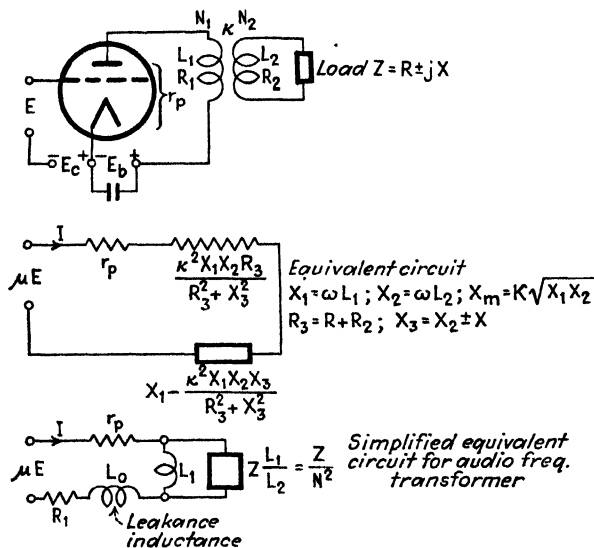 N₁ κ N₂
L₁ L₂
R₁ R₂
Load Z = R ± jX
E
rₚ
− E꜀ + − E_b +
I
rₚ
μE
κ²X₁X₂R₃
R₃² + X₃²
Equivalent circuit
X₁=ωL₁; X₂=ωL₂; Xₘ=K√X₁X₂
R₃=R+R₂; X₃=X₂±X
X₁ − κ²X₁X₂X₃
R₃² + X₃²
I
rₚ
μE
L₁
Z L₁/L₂ = Z/N²
R₁
L₀
Leakance
inductance
Simplified equivalent
circuit for audio freq.
transformer